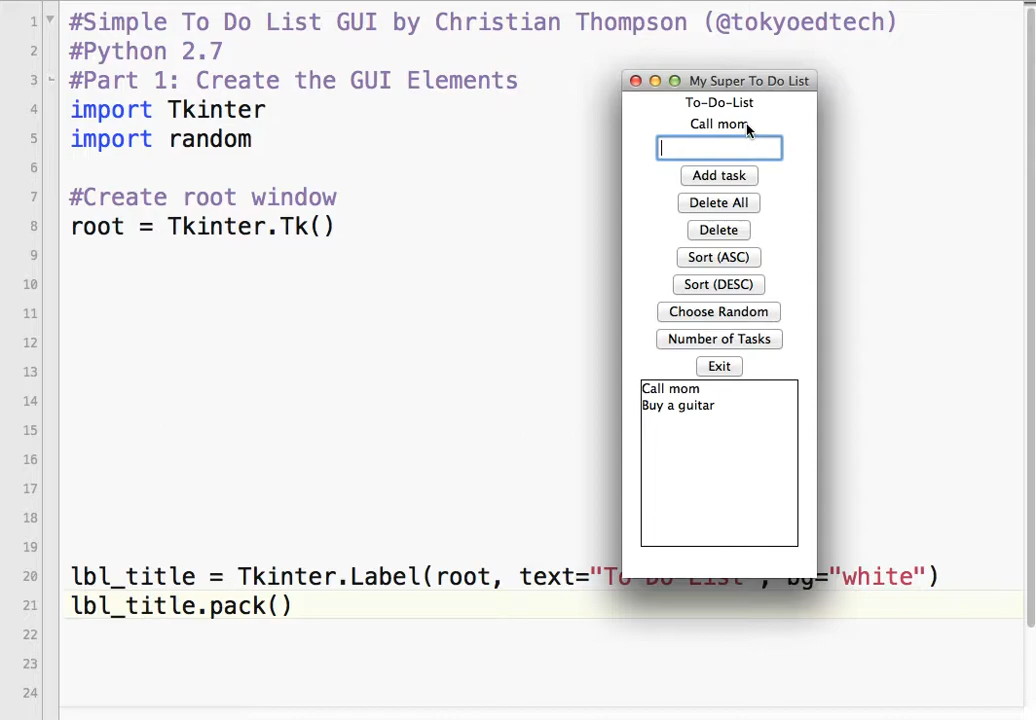 1 #Simple To Do List GUI by Christian Thompson (@tokyoedtech)
2 #Python 2.7
3 #Part 1: Create the GUI Elements
4 import Tkinter
5 import random
6
7 #Create root window
8 root = Tkinter.Tk()
9
10
11
12
13
14
15
16
17
18
19
20 lbl_title = Tkinter.Label(root, text="To-Do-List", bg="white")
21 lbl_title.pack()
22
23
24
My Super To Do List
To-Do-List
Call mom
Add task
Delete All
Delete
Sort (ASC)
Sort (DESC)
Choose Random
Number of Tasks
Exit
Call mom
Buy a guitar